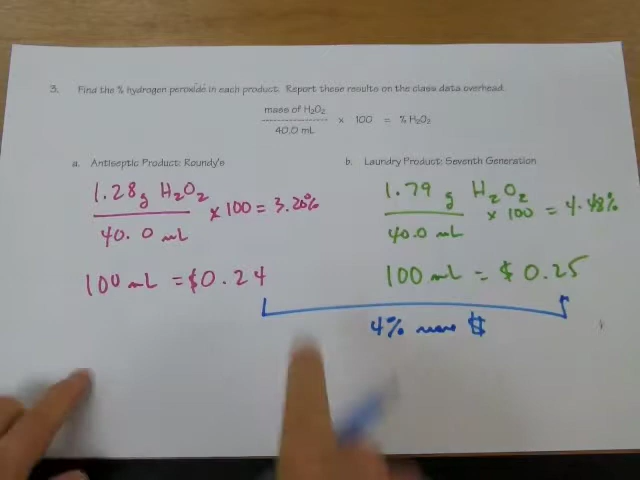 3. Find the % hydrogen peroxide in each product. Report these results on the class data overhead.
mass of H₂O₂
40.0 mL
x 100 = % H₂O₂
a. Antiseptic Product: Roundy's
1.28g H₂O₂
40.0 mL
x 100 = 3.20%
100 mL = $0.24
b. Laundry Product: Seventh Generation
1.79 g H₂O₂
40.0 mL
x 100 = 4.48%
100 mL = $0.25
4% more $